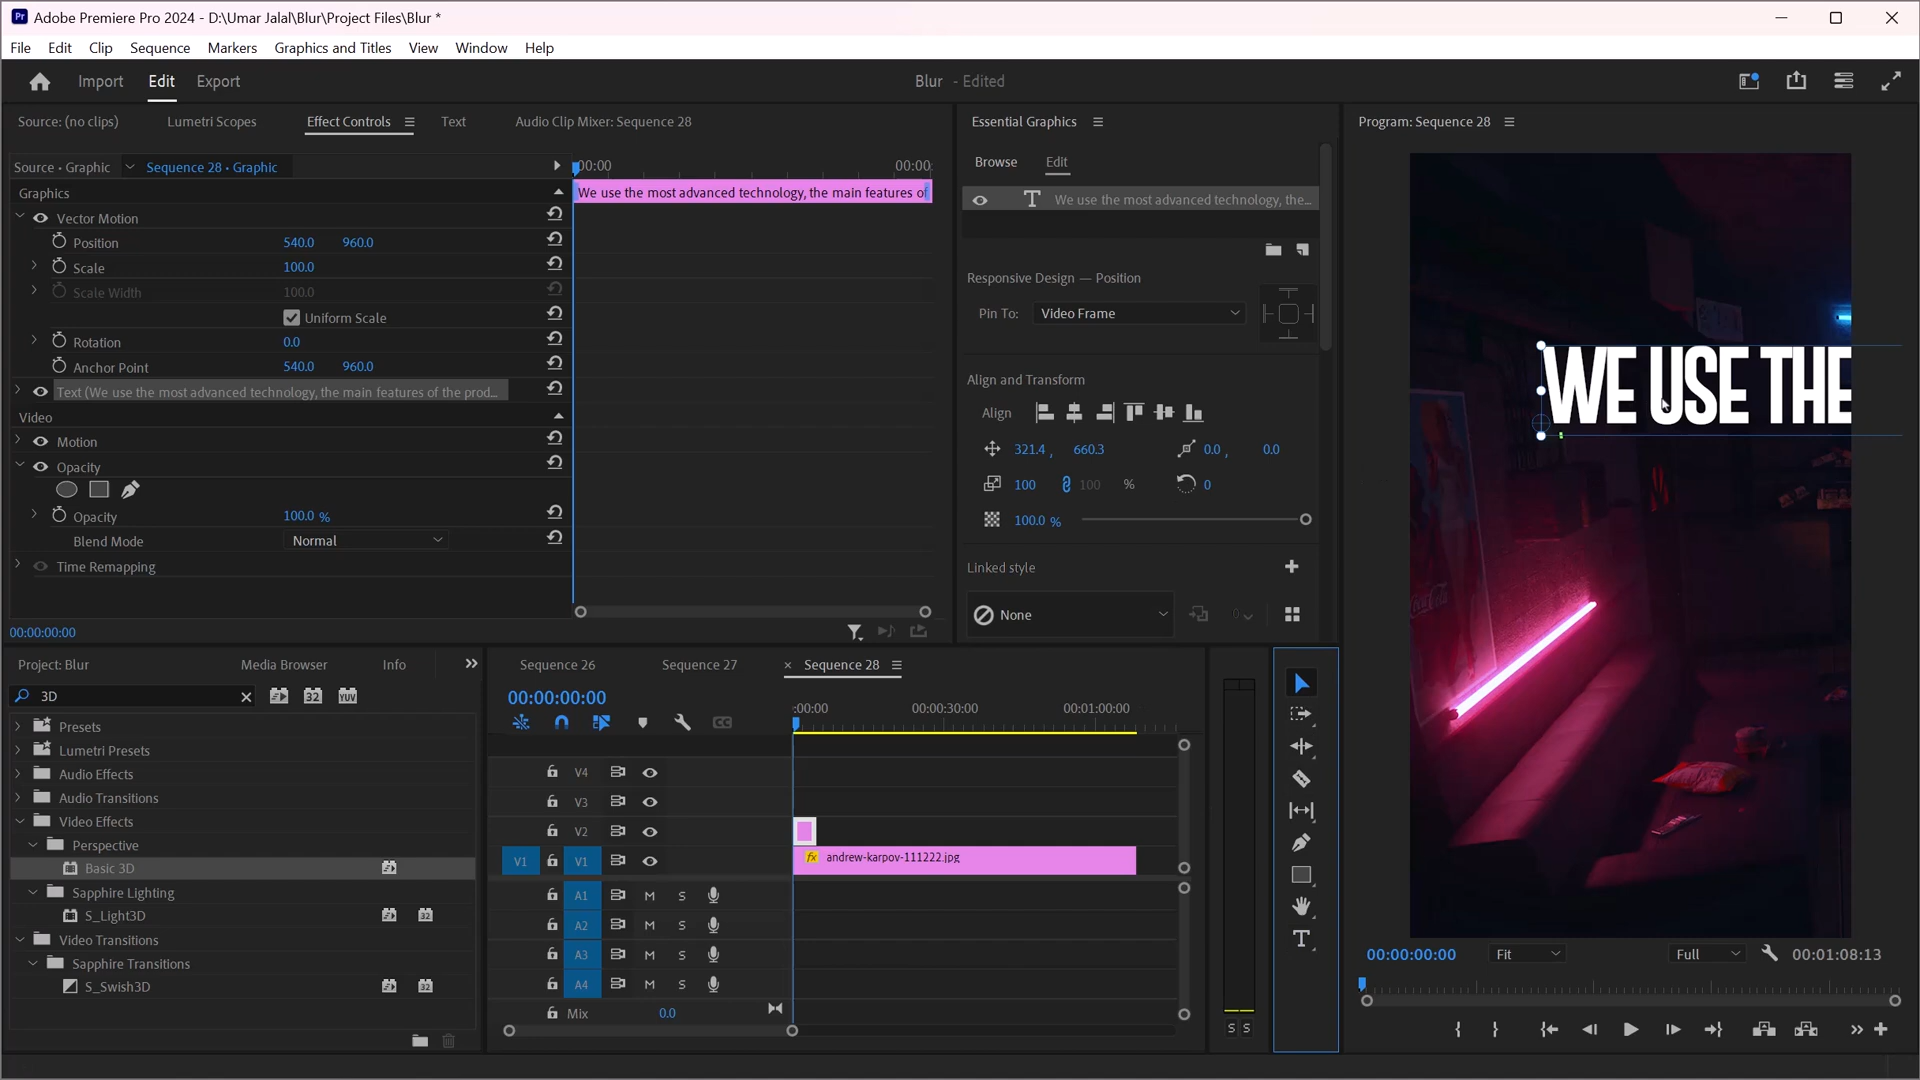 Adobe Premiere Pro 2024 - D:\Umar Jalal\Blur\Project Files\Blur *
File Edit Clip Sequence Markers Graphics and Titles View Window Help
Import Edit Export
Blur - Edited
Source: (no clips) Lumetri Scopes Effect Controls Text Audio Clip Mixer: Sequence 28
Source • Graphic Sequence 28 • Graphic
:00:00 00:00:
Graphics
We use the most advanced technology, the main features of
Vector Motion
Position 540.0 960.0
Scale 100.0
Scale Width 100.0
Uniform Scale
Rotation 0.0
Anchor Point 540.0 960.0
Text (We use the most advanced technology, the main features of the prod...
Video
Motion
Opacity
Opacity 100.0 %
Blend Mode Normal
Time Remapping
00:00:00:00
Essential Graphics
Browse Edit
T We use the most advanced technology, the...
Responsive Design — Position
Pin To: Video Frame
Align and Transform
Align
321.4 , 660.3 0.0 , 0.0
100 100 % 0
100.0 %
Linked style
None
Program: Sequence 28
WE USE THE
00:00:00:00 Fit Full 00:01:08:13
Project: Blur Media Browser Info
3D 32 YUV
Presets
Lumetri Presets
Audio Effects
Audio Transitions
Video Effects
Perspective
Basic 3D
Sapphire Lighting
S_Light3D 32
Video Transitions
Sapphire Transitions
S_Swish3D 32
Sequence 26 Sequence 27 × Sequence 28
00:00:00:00
:00:00 00:00:30:00 00:01:00:00
CC
V4
V3
V2
V1 V1 fx andrew-karpov-111222.jpg
A1 M S
A2 M S
A3 M S
A4 M S
Mix 0.0
S S
T